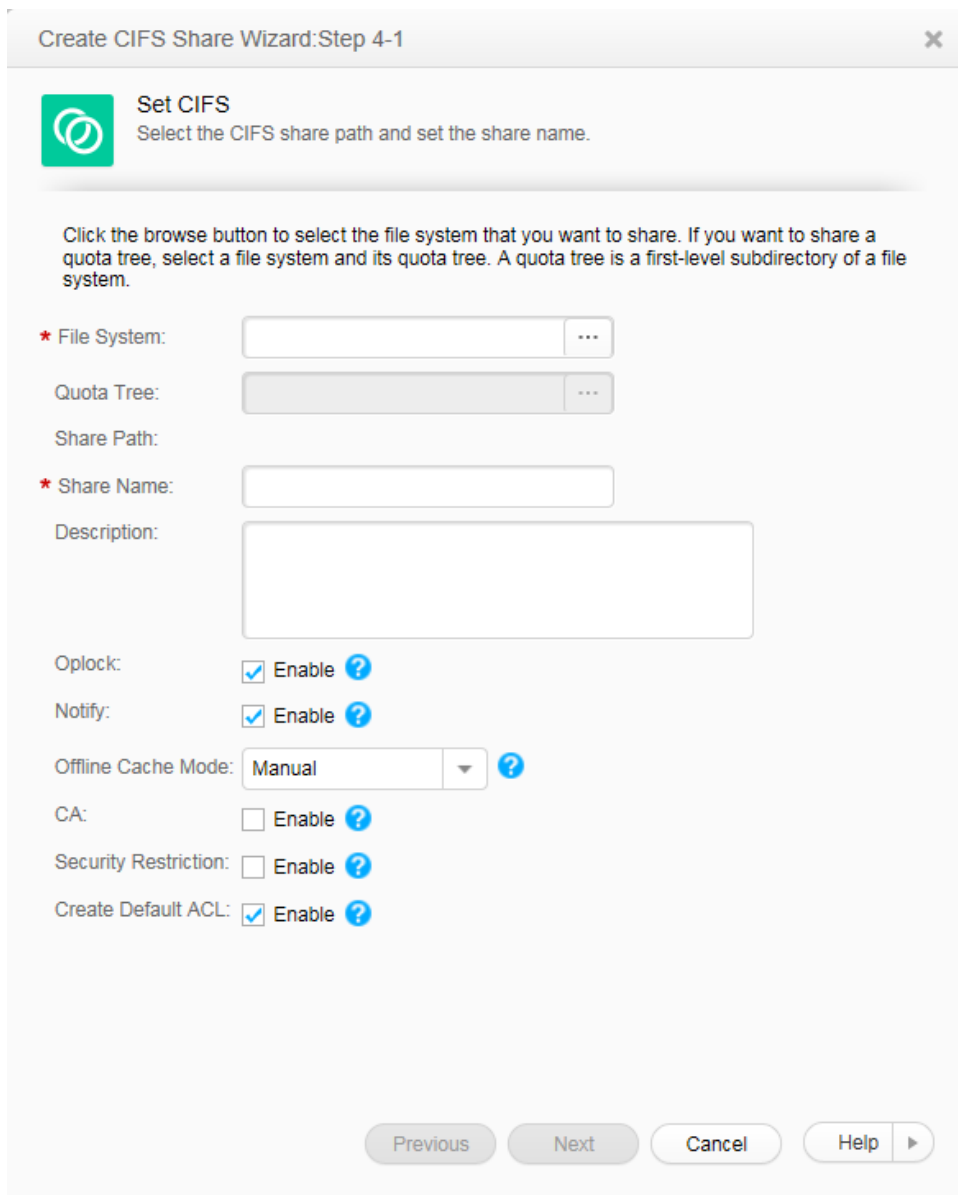 Create CIFS Share Wizard:Step 4-1
Set CIFS
Select the CIFS share path and set the share name.
Click the browse button to select the file system that you want to share. If you want to share a
quota tree, select a file system and its quota tree. A quota tree is a first-level subdirectory of a file
system.
* File System:
...
Quota Tree:
...
Share Path:
* Share Name:
Description:
Oplock: Enable ?
Notify: Enable ?
Offline Cache Mode: Manual ?
CA: Enable ?
Security Restriction: Enable ?
Create Default ACL: Enable ?
Previous Next Cancel Help